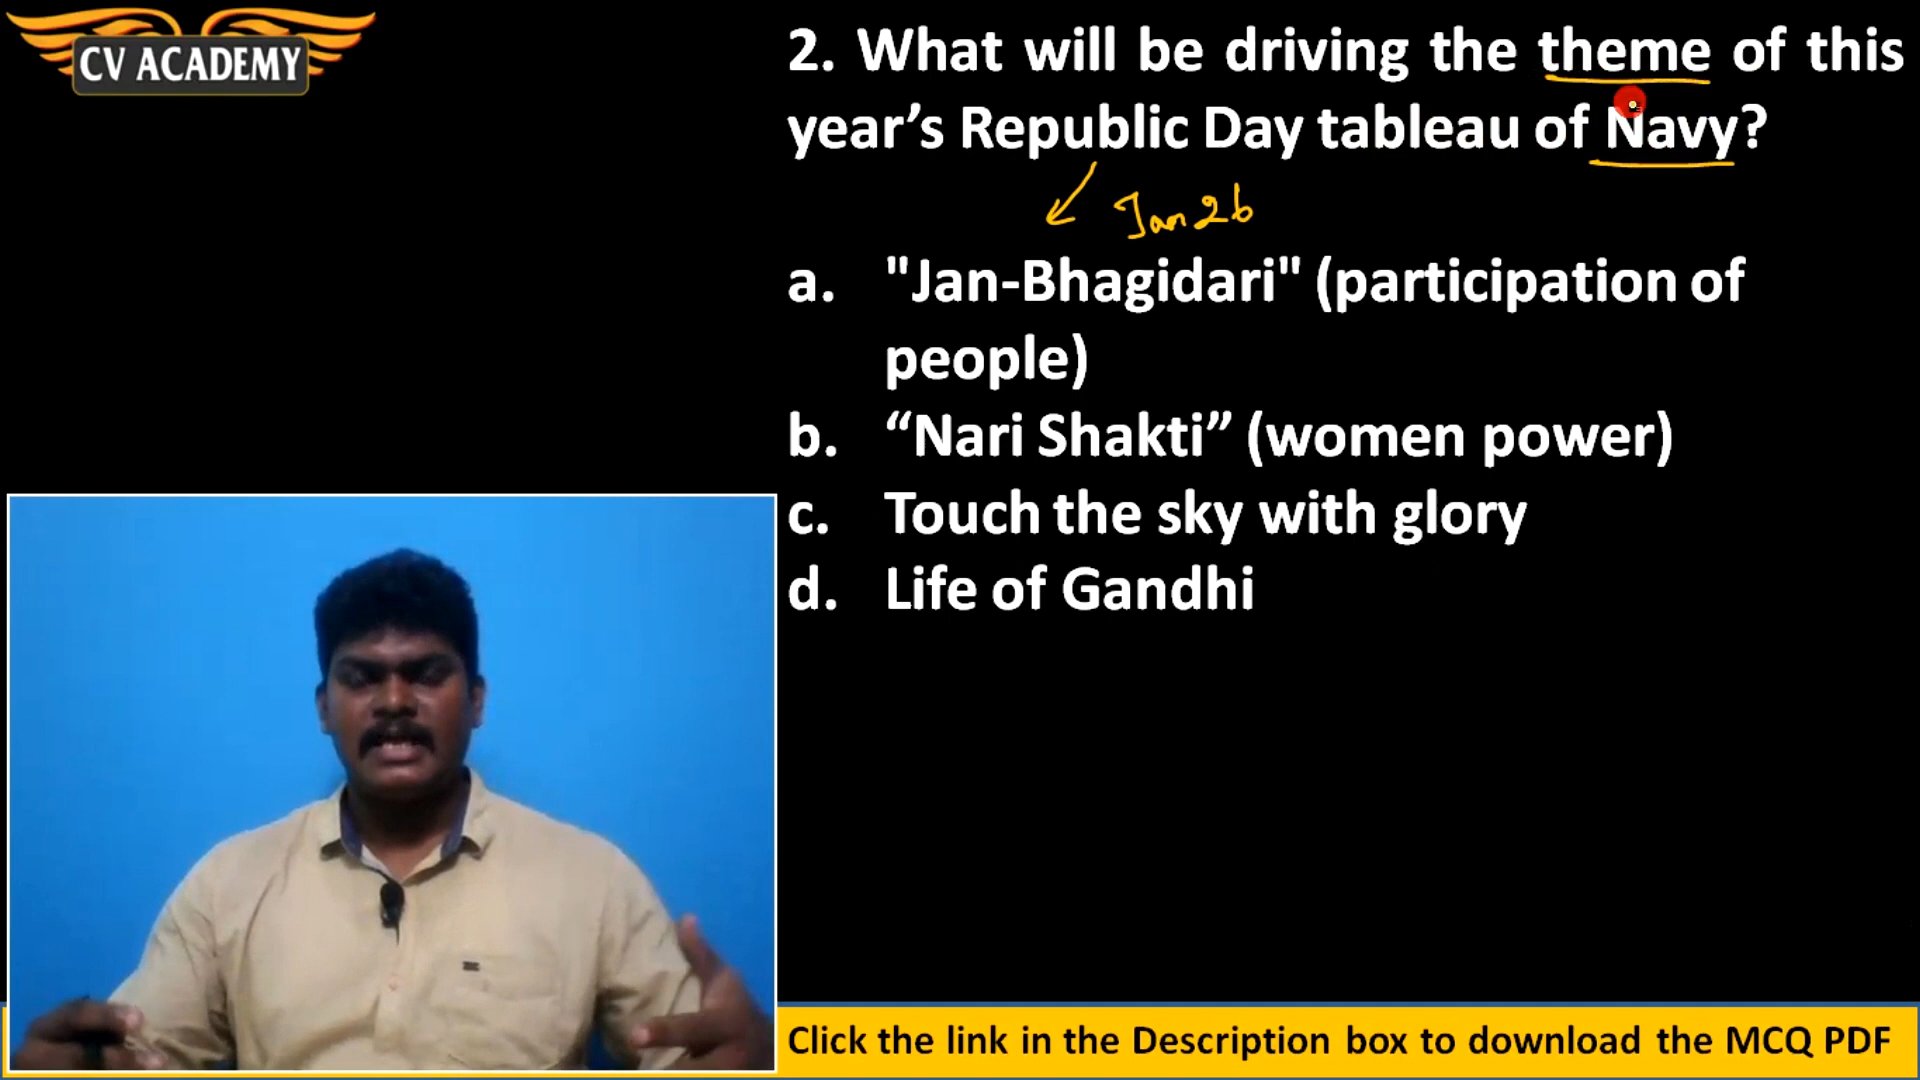 CV ACADEMY
2. What will be driving the theme of this
year’s Republic Day tableau of Navy?
Jan 26
a. "Jan-Bhagidari" (participation of
people)
b. “Nari Shakti” (women power)
c. Touch the sky with glory
d. Life of Gandhi
Click the link in the Description box to download the MCQ PDF